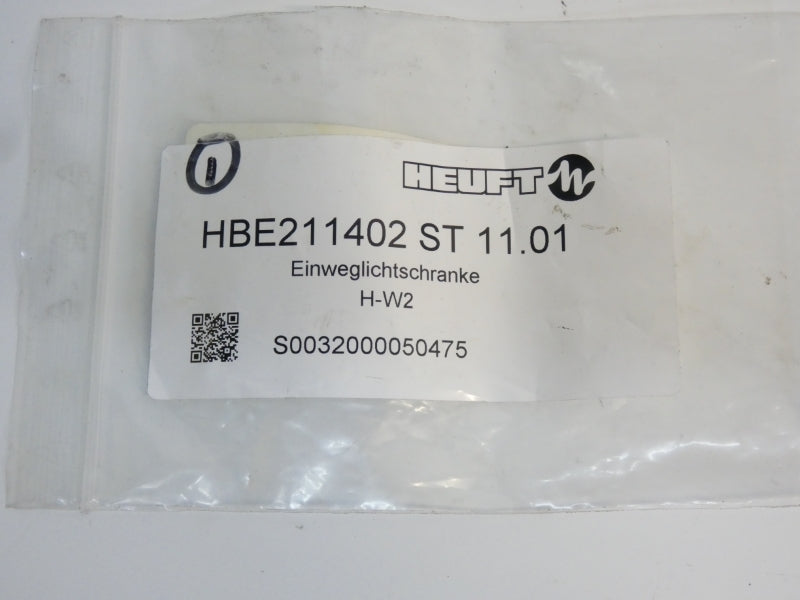 HEUFT
HBE211402 ST 11.01
Einweglichtschranke
H-W2
S0032000050475